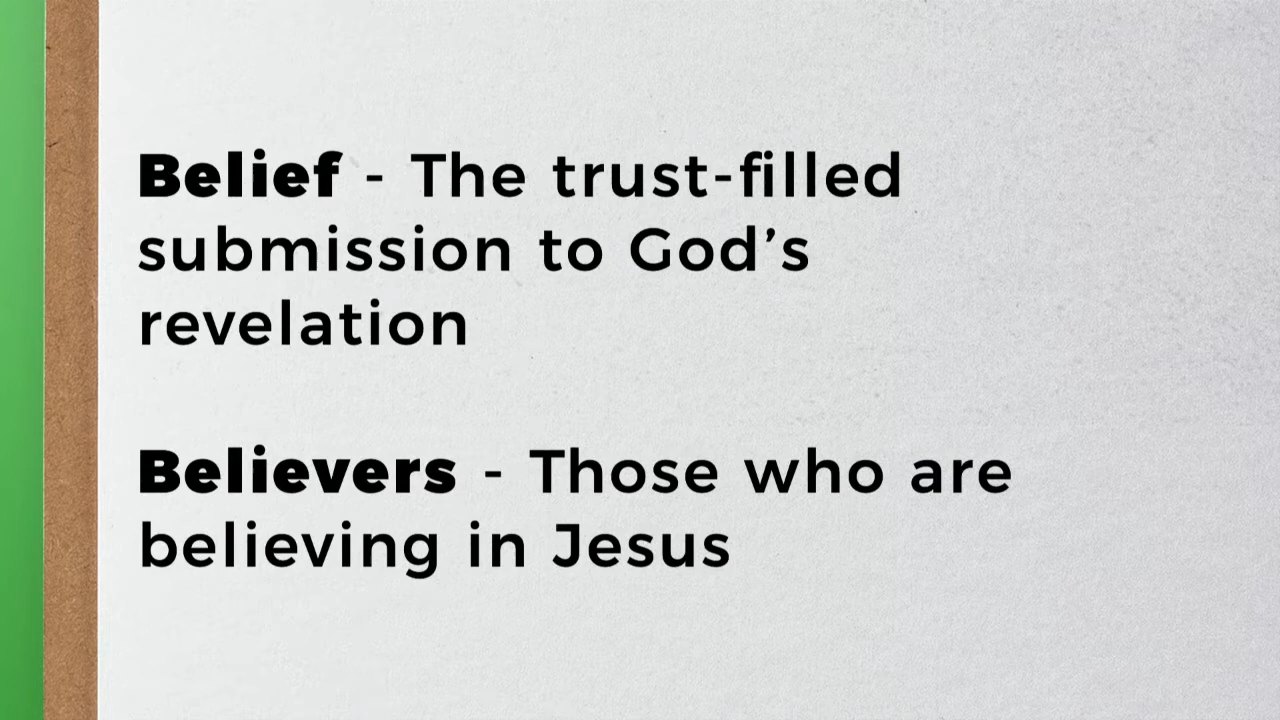 Belief - The trust-filled
submission to God’s
revelation
Believers - Those who are
believing in Jesus